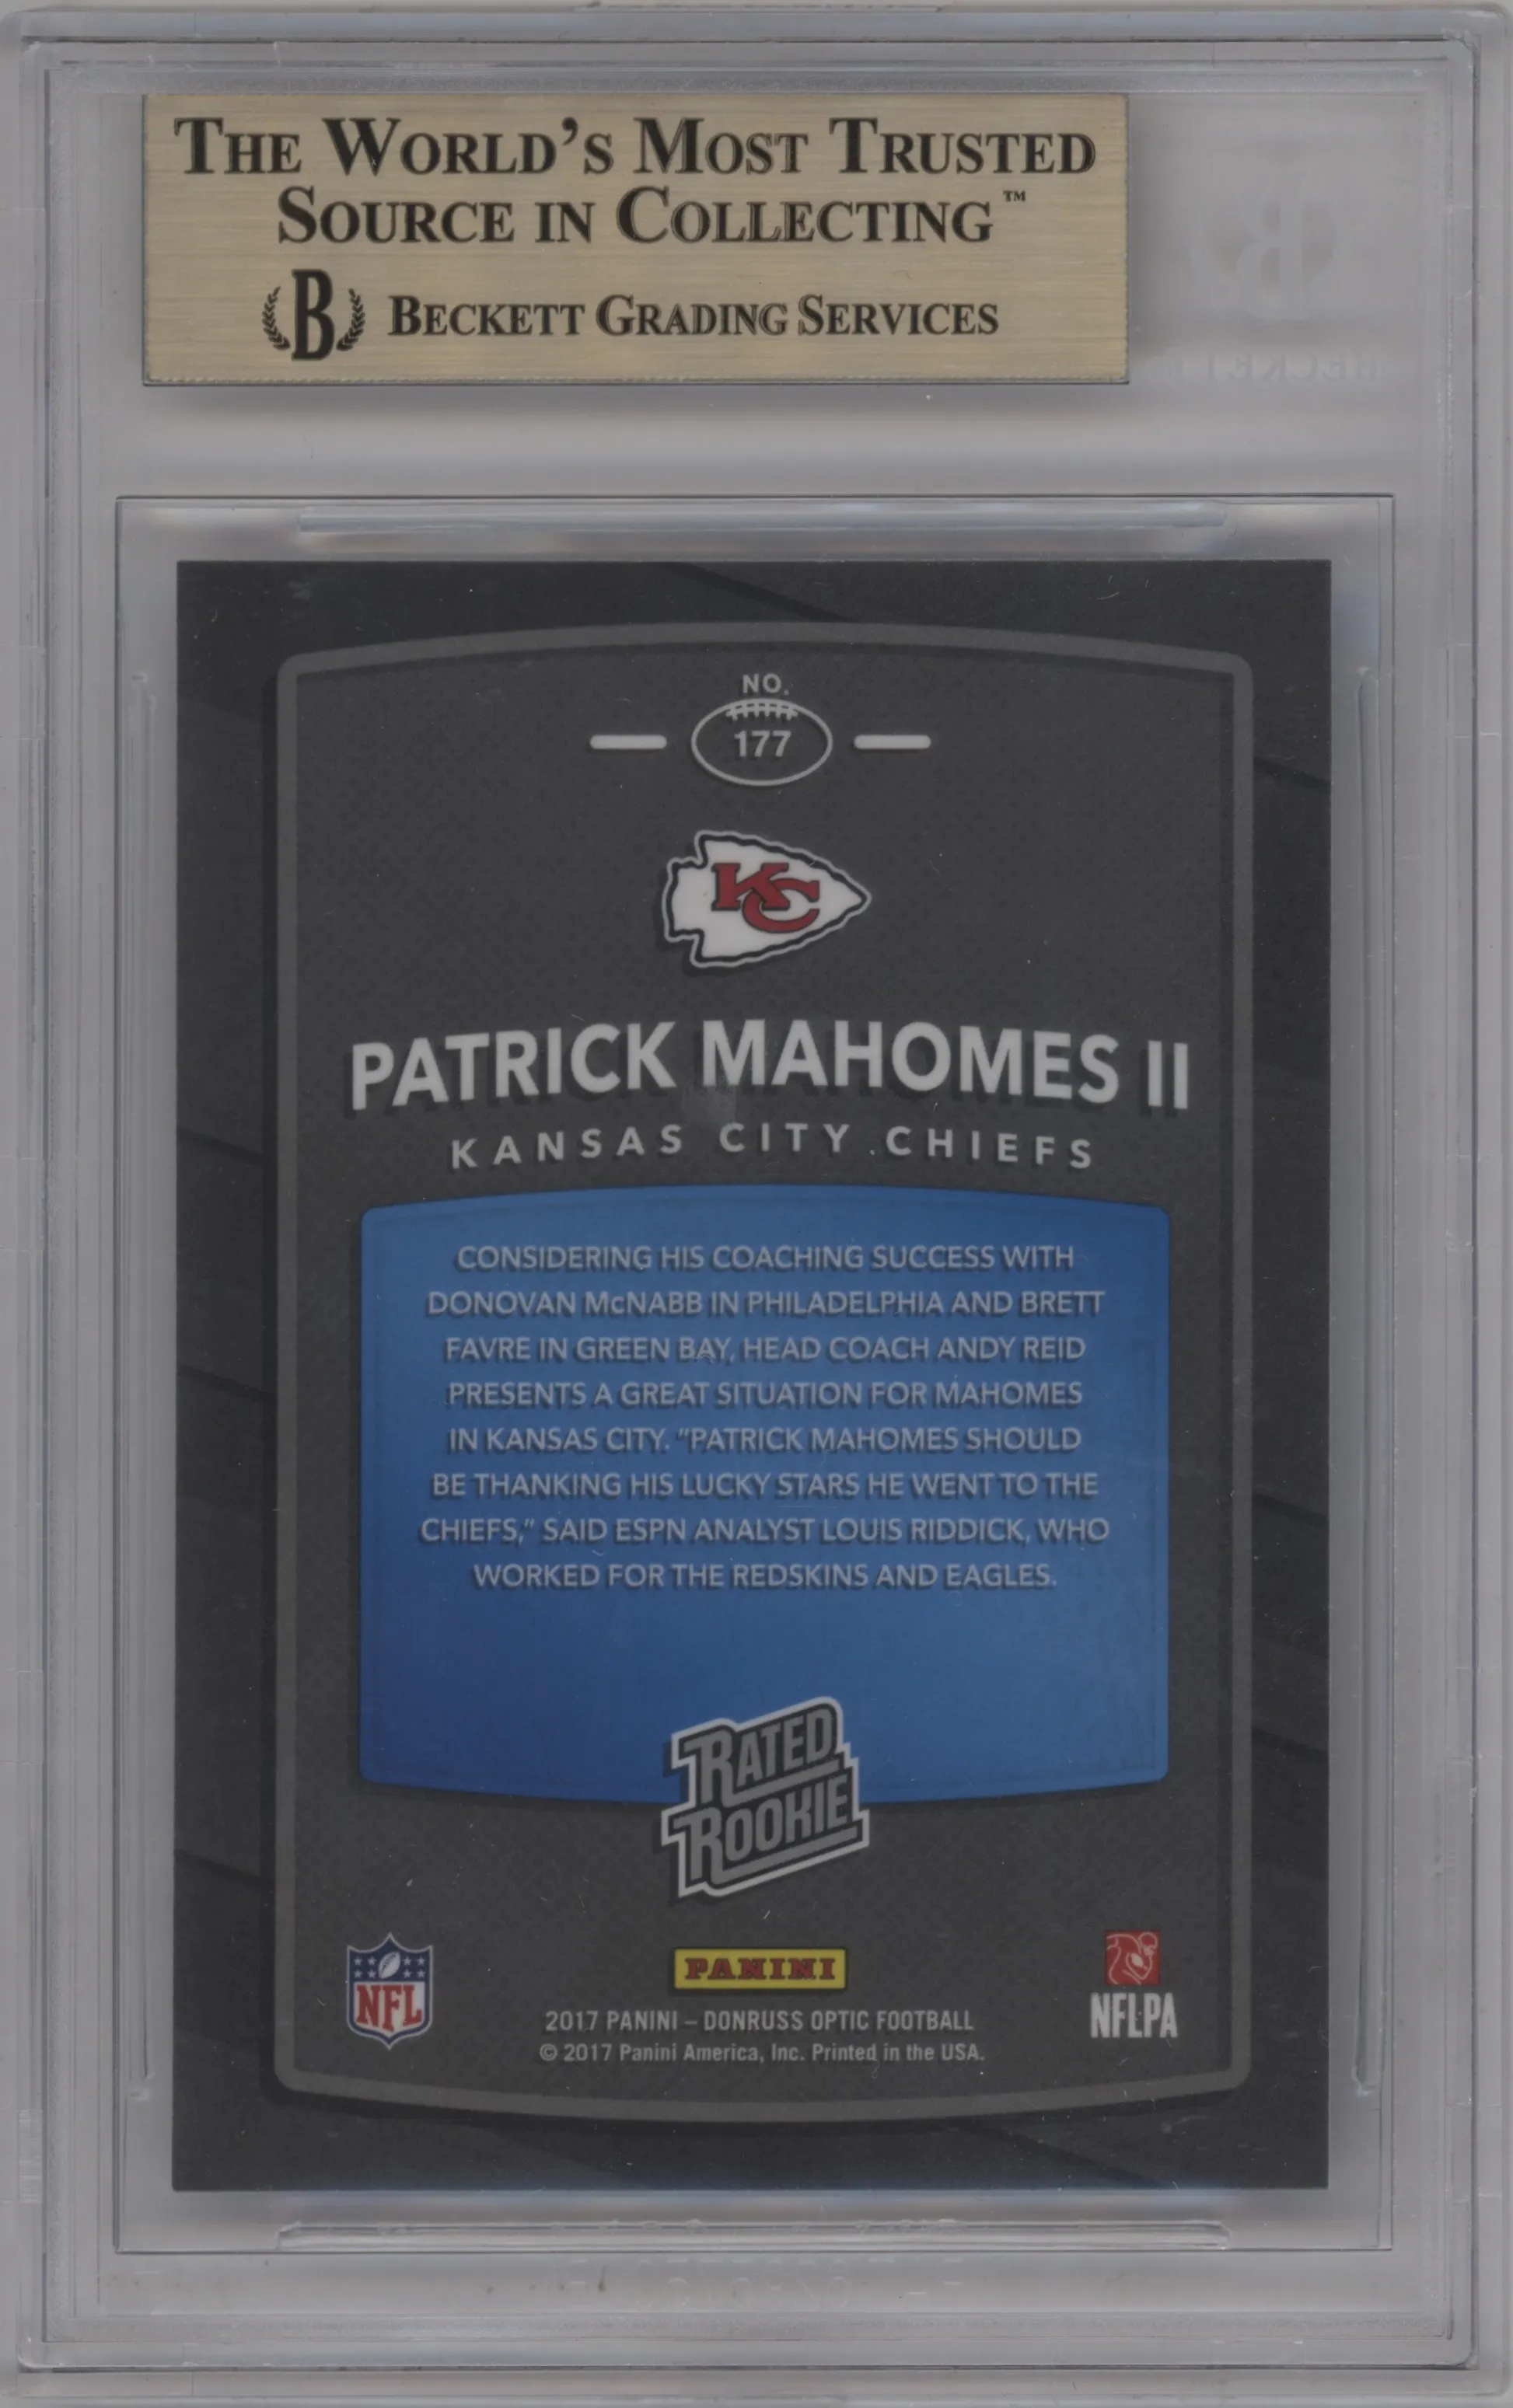 THE WORLD'S MOST TRUSTED
SOURCE IN COLLECTING™
B BECKETT GRADING SERVICES
NO.
177
KC
PATRICK MAHOMES II
KANSAS CITY CHIEFS
CONSIDERING HIS COACHING SUCCESS WITH
DONOVAN McNABB IN PHILADELPHIA AND BRETT
FAVRE IN GREEN BAY, HEAD COACH ANDY REID
PRESENTS A GREAT SITUATION FOR MAHOMES
IN KANSAS CITY. "PATRICK MAHOMES SHOULD
BE THANKING HIS LUCKY STARS HE WENT TO THE
CHIEFS," SAID ESPN ANALYST LOUIS RIDDICK, WHO
WORKED FOR THE REDSKINS AND EAGLES.
RATED
ROOKIE
NFL
PANINI
NFLPA
2017 PANINI – DONRUSS OPTIC FOOTBALL
© 2017 Panini America, Inc. Printed in the USA.